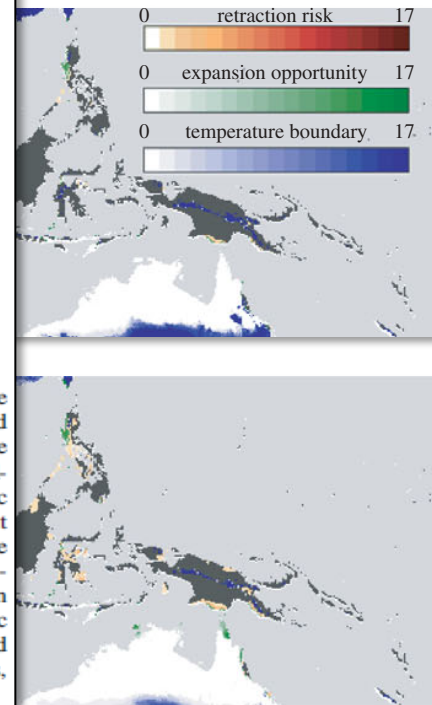 0 retraction risk 17
0 expansion opportunity 17
0 temperature boundary 17